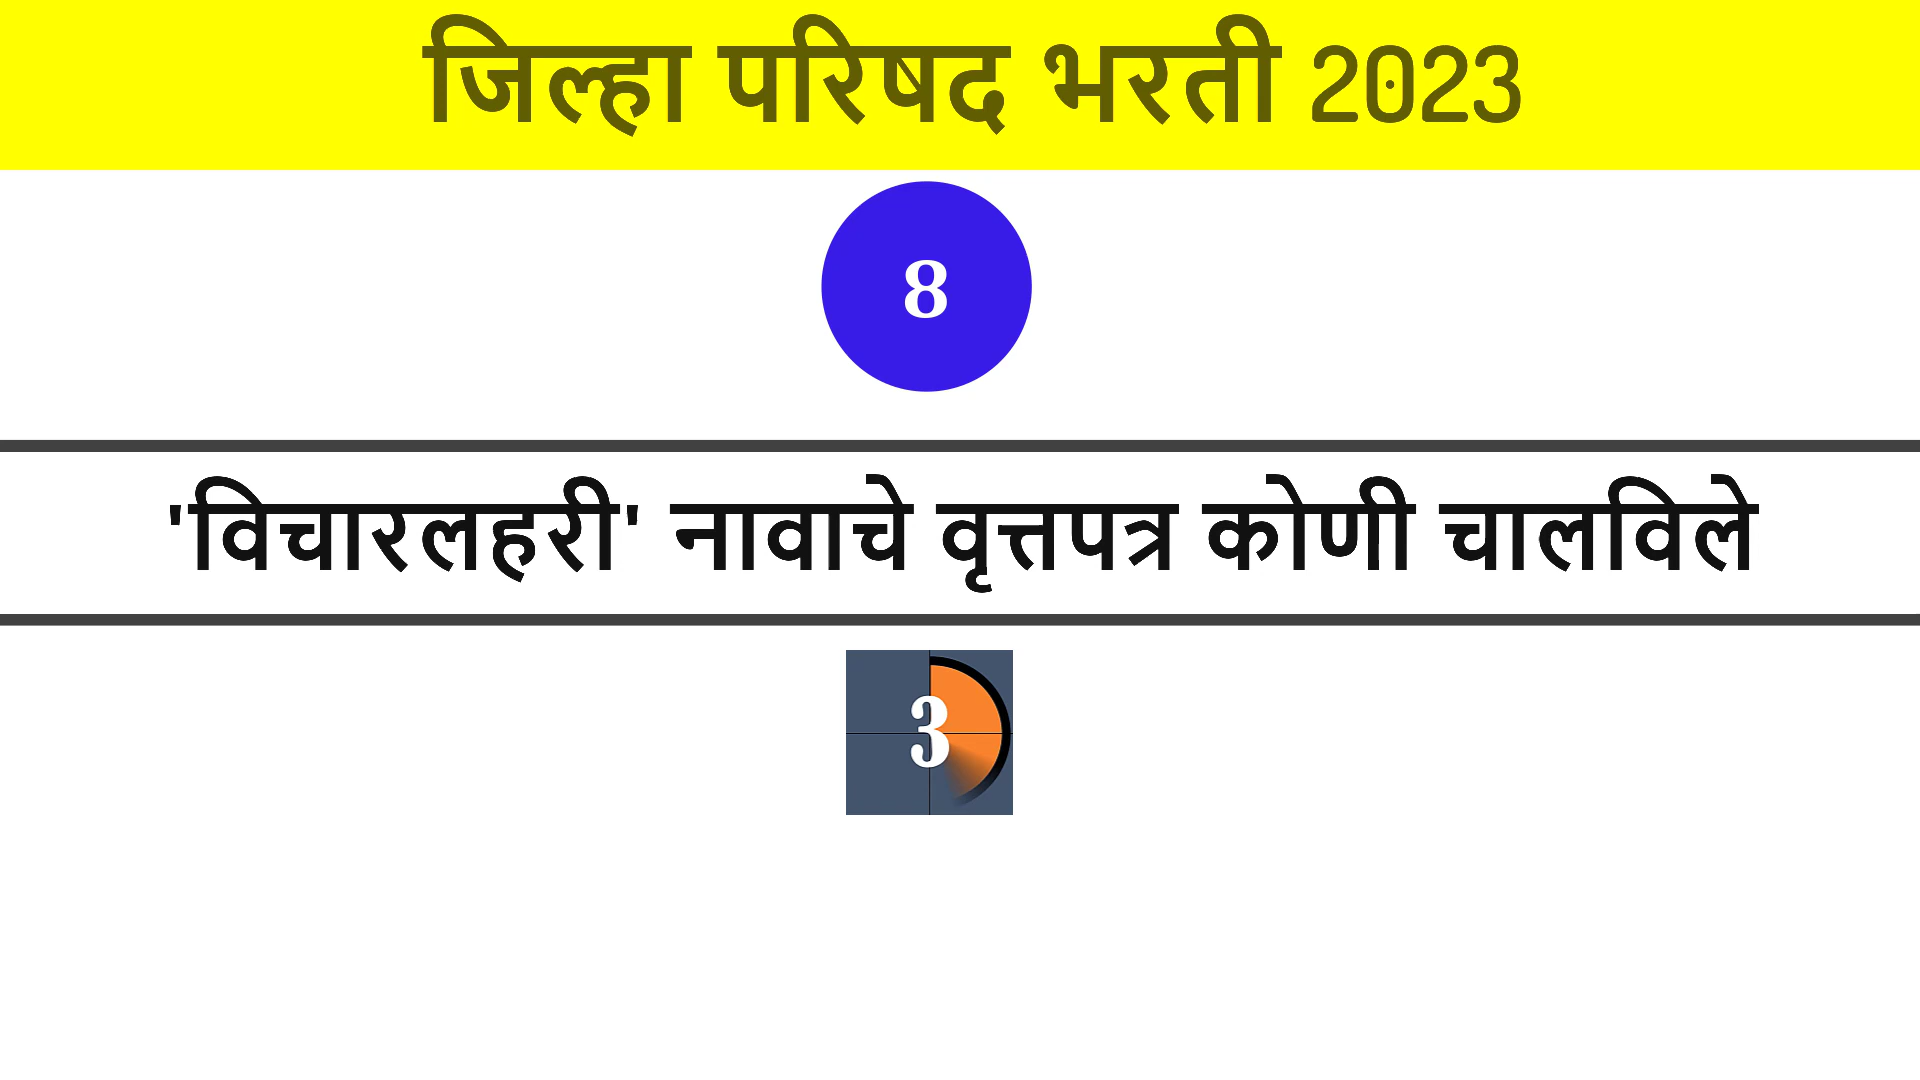 जिल्हा परिषद भरती 2023
8
'विचारलहरी' नावाचे वृत्तपत्र कोणी चालविले
3